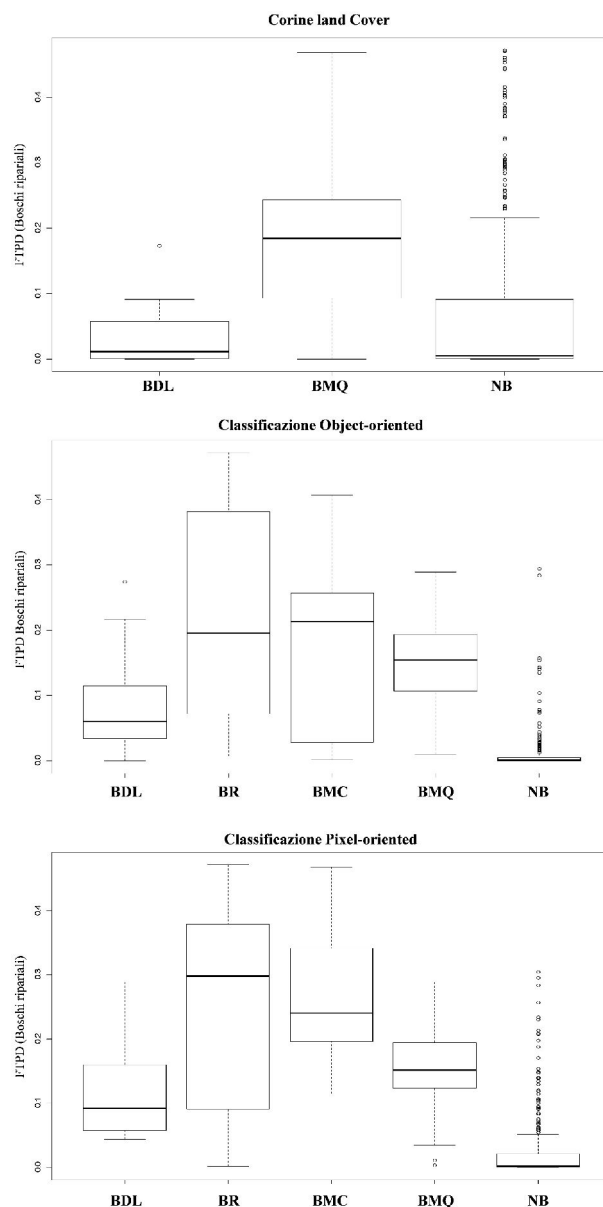 Corine land Cover
FTPD (Boschi ripariali)
0.4
0.3
0.2
0.1
0.0
BDL BMQ NB
Classificazione Object-oriented
FTPD Boschi ripariali)
0.4
0.3
0.2
0.1
0.0
BDL BR BMC BMQ NB
Classificazione Pixel-oriented
FTPD (Boschi ripariali)
0.4
0.3
0.2
0.1
0.0
BDL BR BMC BMQ NB